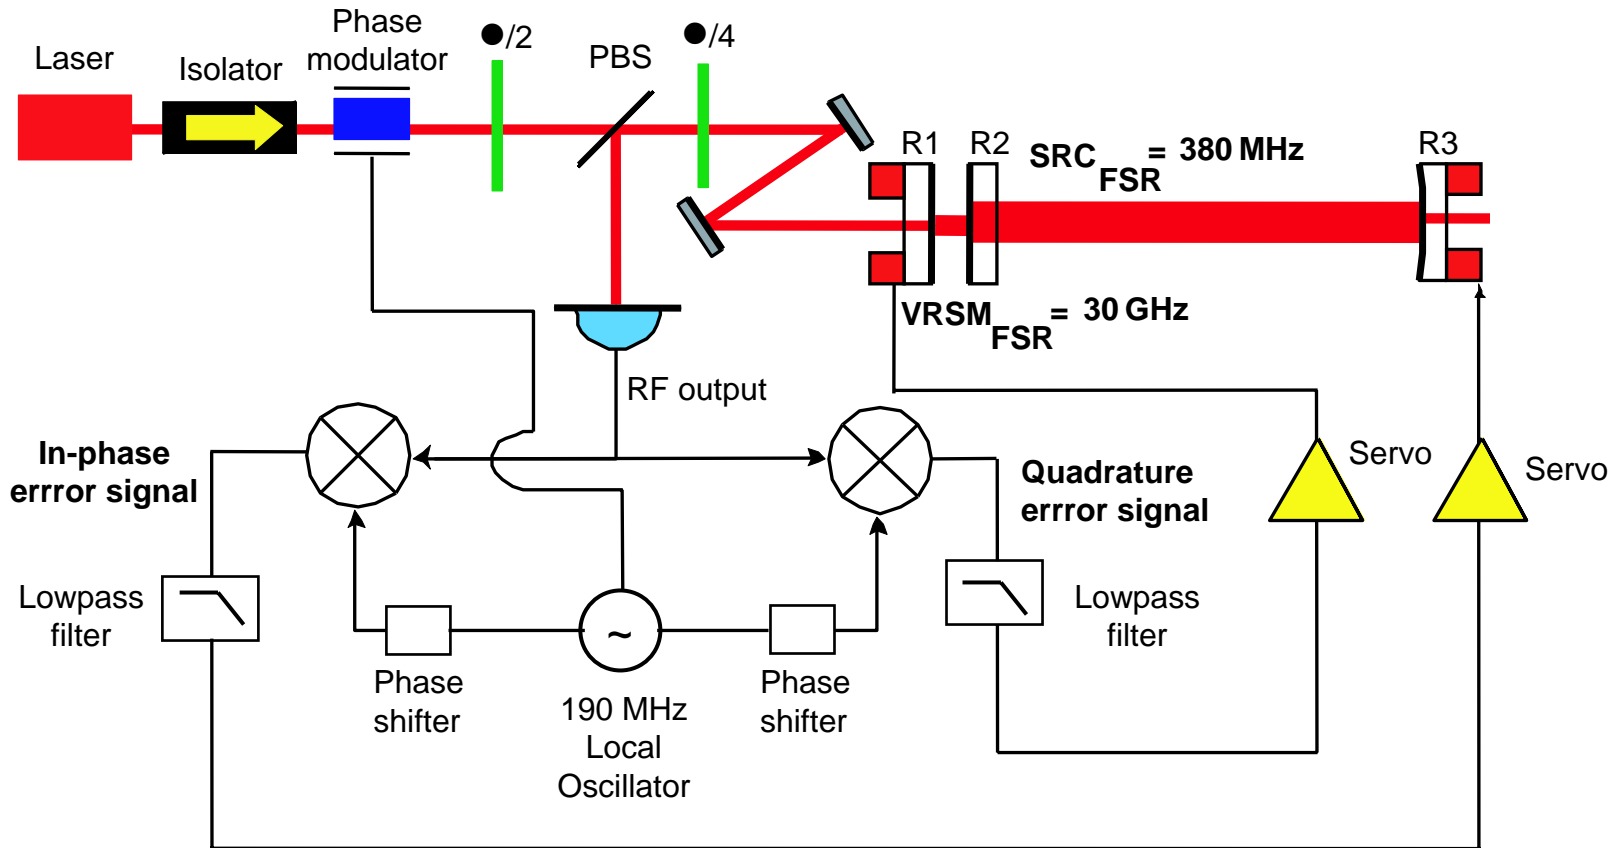 Laser
Isolator
Phase
modulator
●/2
PBS
●/4
R1
R2
SRC FSR = 380 MHz
R3
VRSM FSR = 30 GHz
RF output
In-phase
errror signal
Quadrature
errror signal
Servo
Servo
Lowpass
filter
~
Lowpass
filter
Phase
shifter
190 MHz
Local
Oscillator
Phase
shifter